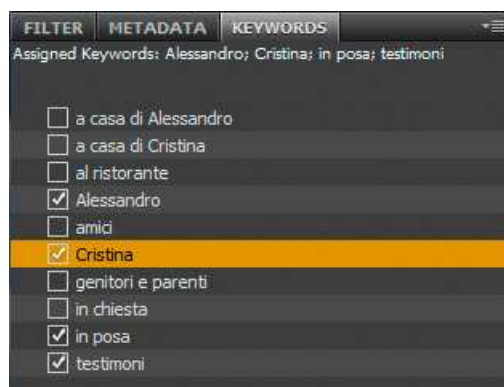 FILTER METADATA KEYWORDS
Assigned Keywords: Alessandro; Cristina; in posa; testimoni
a casa di Alessandro
a casa di Cristina
al ristorante
Alessandro
amici
Cristina
genitori e parenti
in chiesta
in posa
testimoni